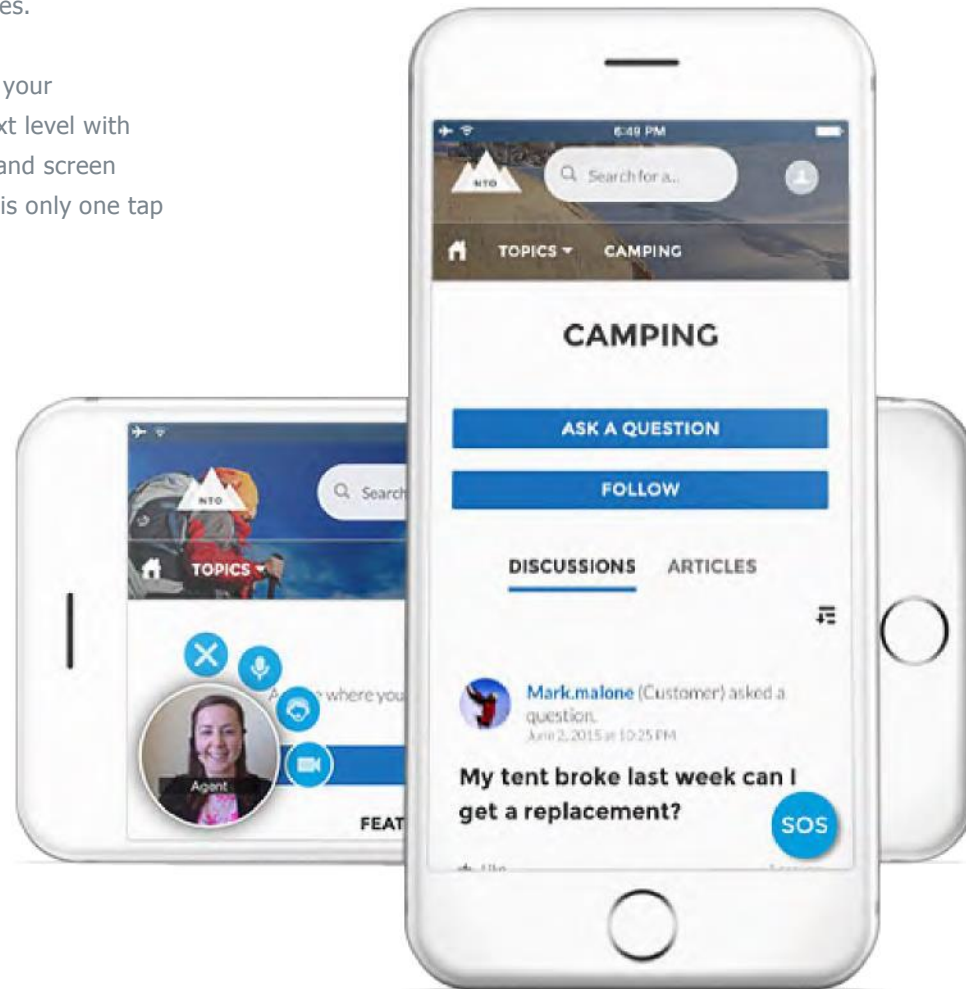 es.
your
xt level with
and screen
is only one tap
6:49 PM
NTO
Search for a...
TOPICS
CAMPING
CAMPING
ASK A QUESTION
FOLLOW
DISCUSSIONS ARTICLES
Mark.malone (Customer) asked a
question.
June 2, 2015 at 10:25 PM
My tent broke last week can I
get a replacement?
SOS
NTO
Search
TOPICS
where you
Agent
FEAT